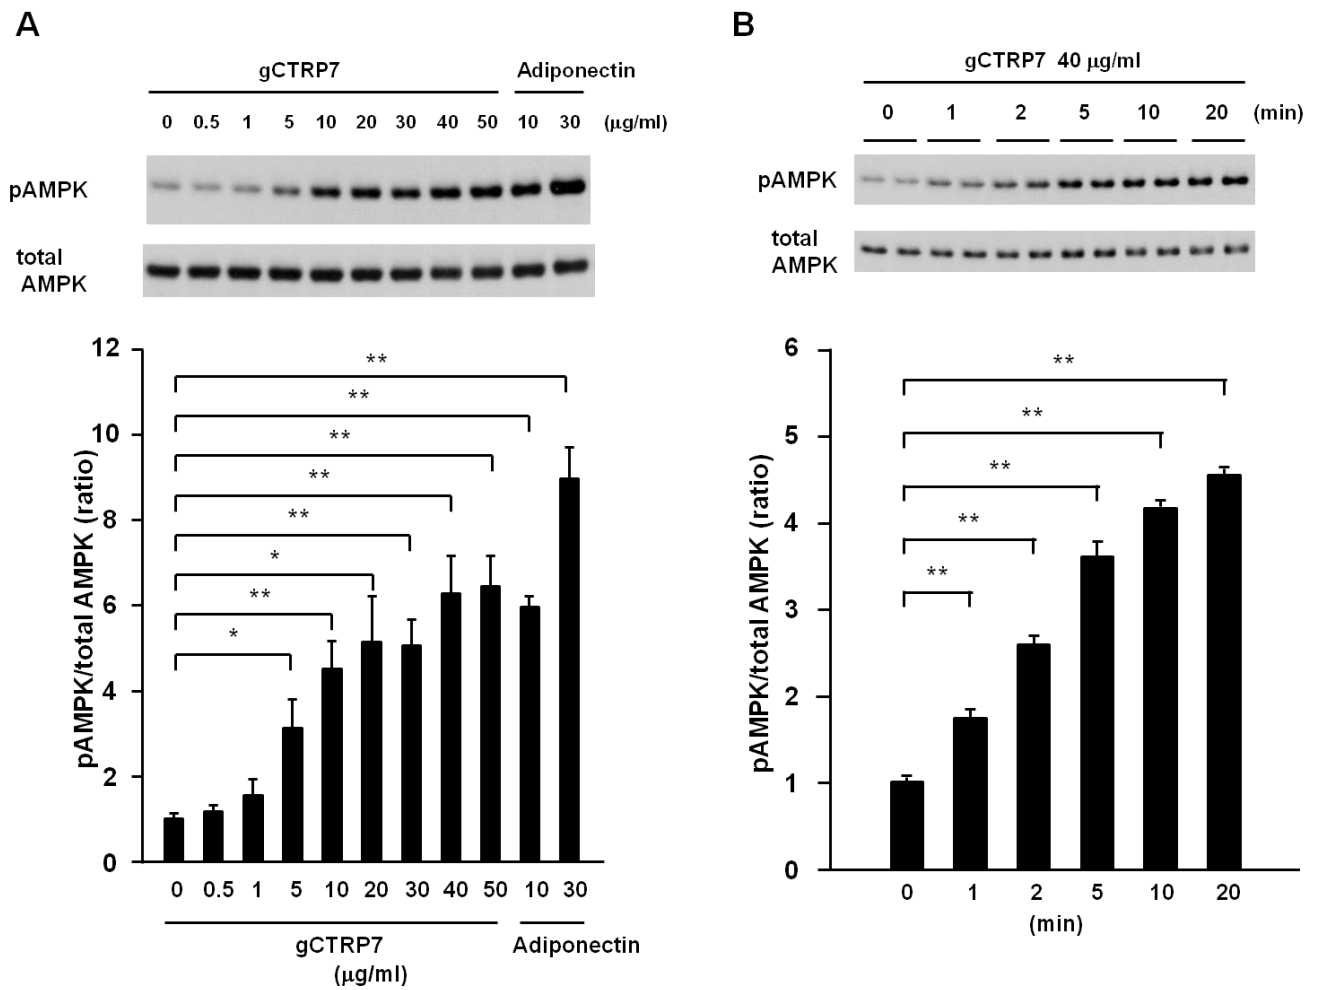 A
gCTRP7 Adiponectin
0 0.5 1 5 10 20 30 40 50 10 30 (μg/ml)
pAMPK
total
AMPK
12
10
8
6
4
2
0
pAMPK/total AMPK (ratio)
**
**
**
**
**
*
**
*
0 0.5 1 5 10 20 30 40 50 10 30
gCTRP7 Adiponectin
(μg/ml)
B
gCTRP7 40 μg/ml
0 1 2 5 10 20 (min)
pAMPK
total
AMPK
6
5
4
3
2
1
0
pAMPK/total AMPK (ratio)
**
**
**
**
**
0 1 2 5 10 20
(min)